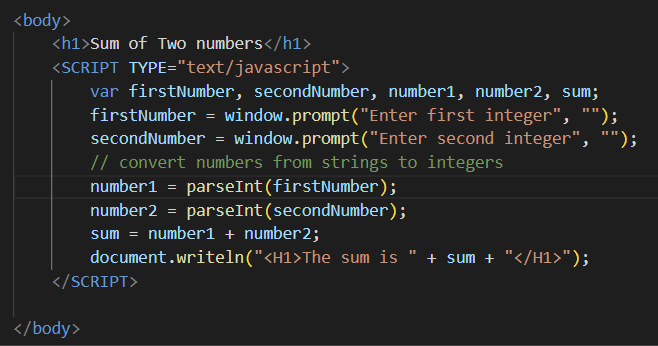 <body>
    <h1>Sum of Two numbers</h1>
    <SCRIPT TYPE="text/javascript">
        var firstNumber, secondNumber, number1, number2, sum;
        firstNumber = window.prompt("Enter first integer", "");
        secondNumber = window.prompt("Enter second integer", "");
        // convert numbers from strings to integers
        number1 = parseInt(firstNumber);
        number2 = parseInt(secondNumber);
        sum = number1 + number2;
        document.writeln("<H1>The sum is " + sum + "</H1>");
    </SCRIPT>
</body>